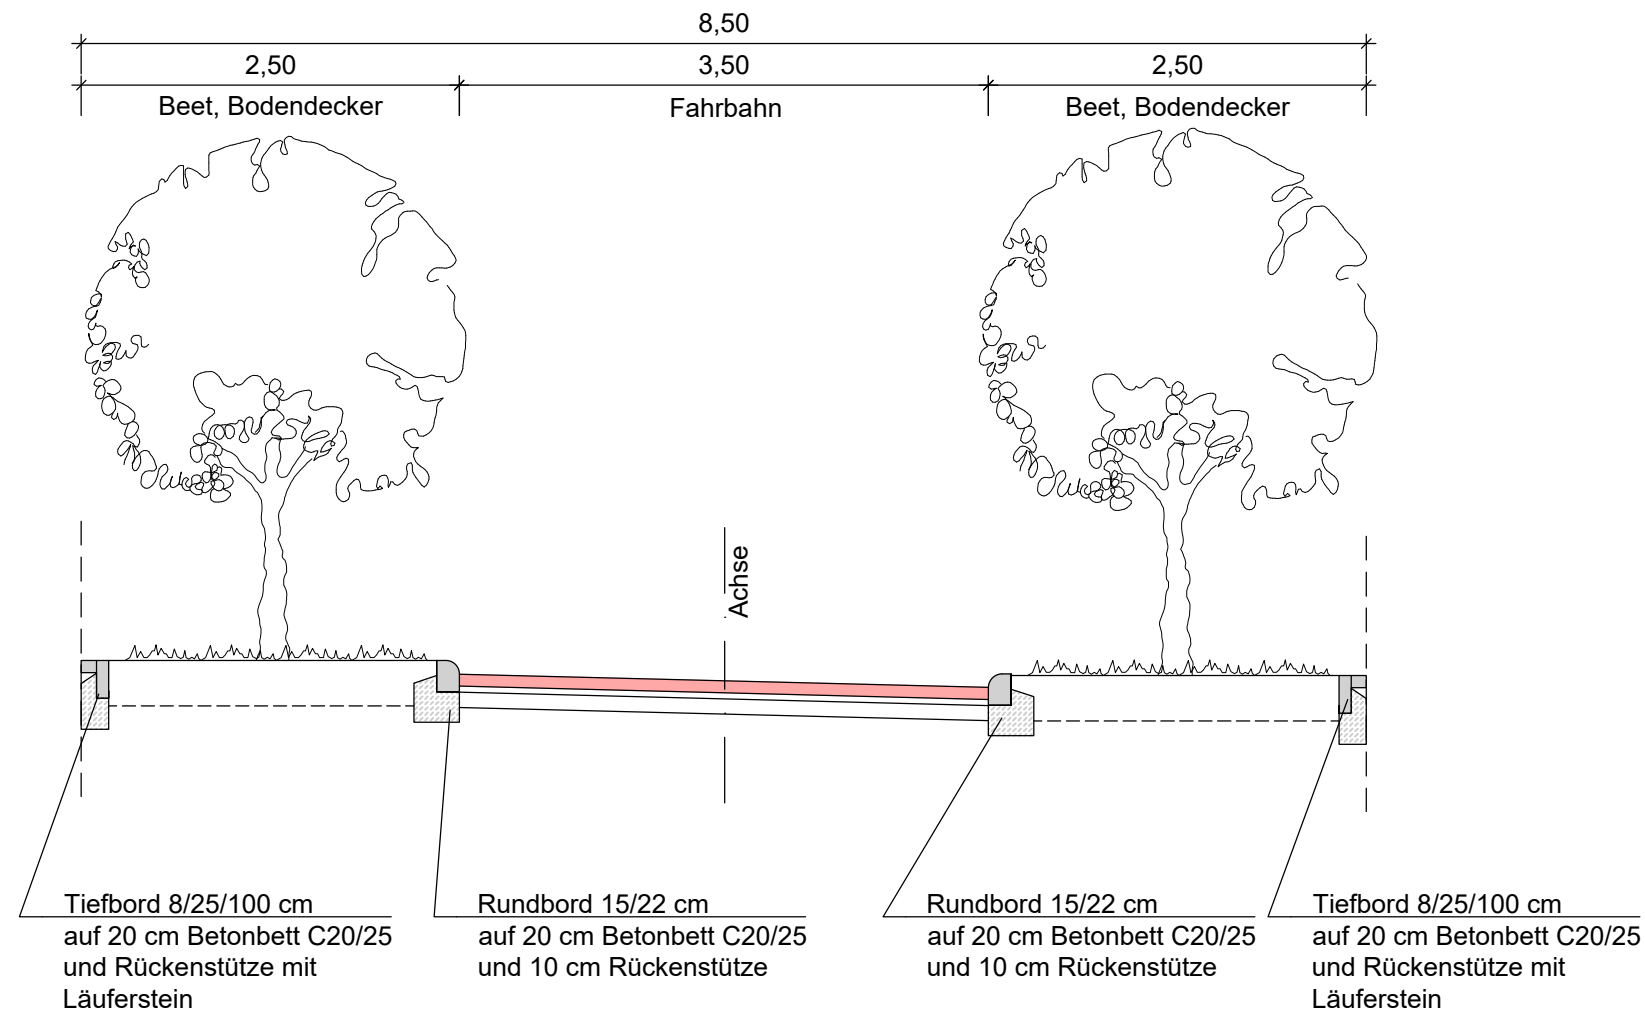 8,50
2,50
3,50
2,50
Beet, Bodendecker
Fahrbahn
Beet, Bodendecker
Achse
Tiefbord 8/25/100 cm
auf 20 cm Betonbett C20/25
und Rückenstütze mit
Läuferstein
Rundbord 15/22 cm
auf 20 cm Betonbett C20/25
und 10 cm Rückenstütze
Rundbord 15/22 cm
auf 20 cm Betonbett C20/25
und 10 cm Rückenstütze
Tiefbord 8/25/100 cm
auf 20 cm Betonbett C20/25
und Rückenstütze mit
Läuferstein